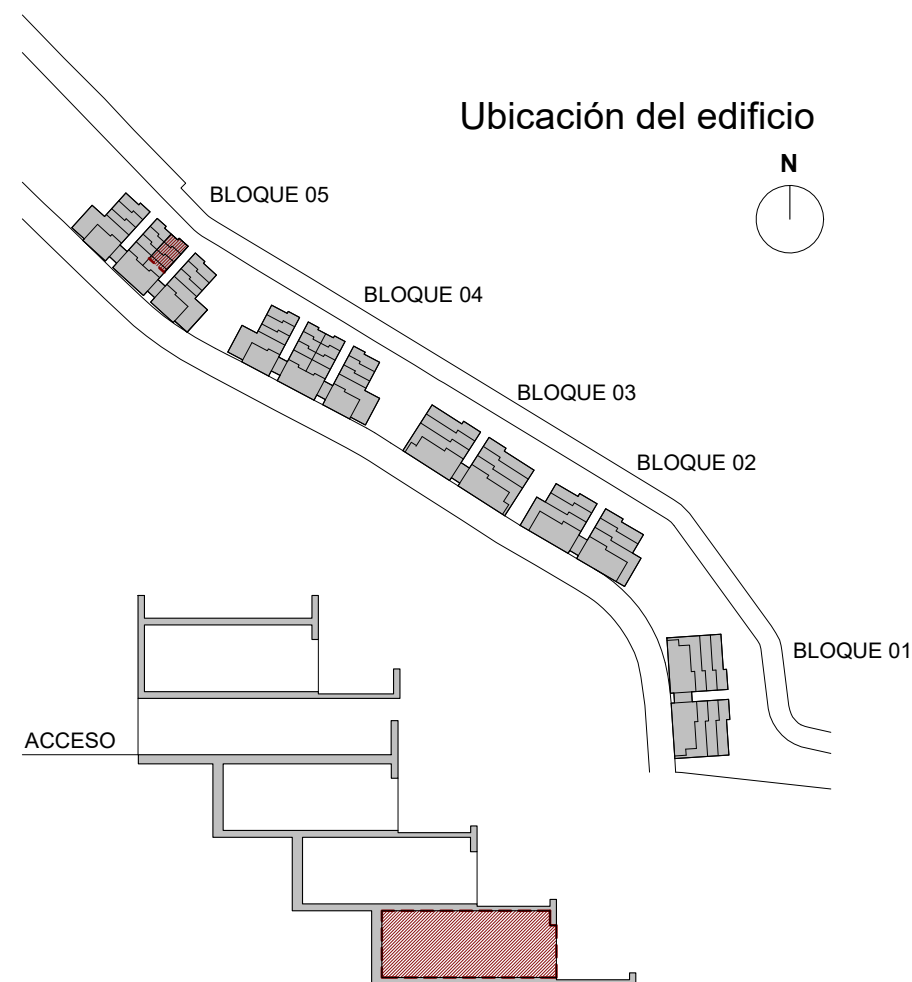 Ubicación del edificio
N
BLOQUE 05
BLOQUE 04
BLOQUE 03
BLOQUE 02
BLOQUE 01
ACCESO